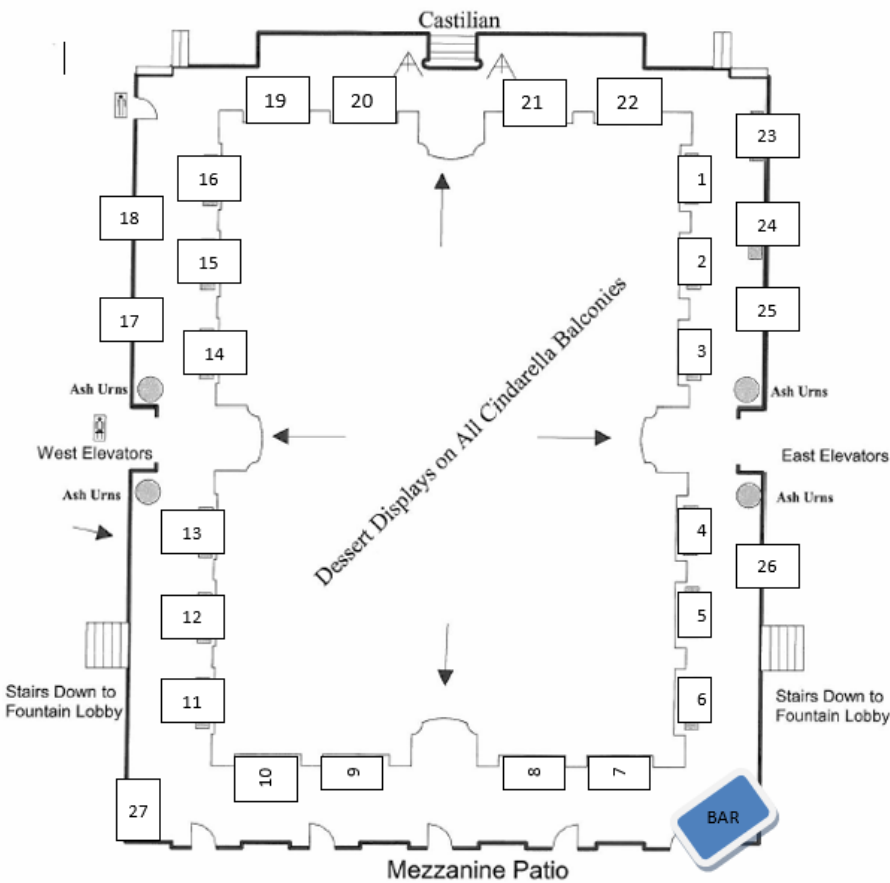 Castilian
19
20
21
22
23
16
1
18
24
15
2
17
25
14
3
Ash Urns
Ash Urns
West Elevators
East Elevators
Ash Urns
Ash Urns
Dessert Displays on All Cindarella Balconies
13
4
26
12
5
11
6
Stairs Down to
Fountain Lobby
Stairs Down to
Fountain Lobby
10
9
8
7
27
BAR
Mezzanine Patio